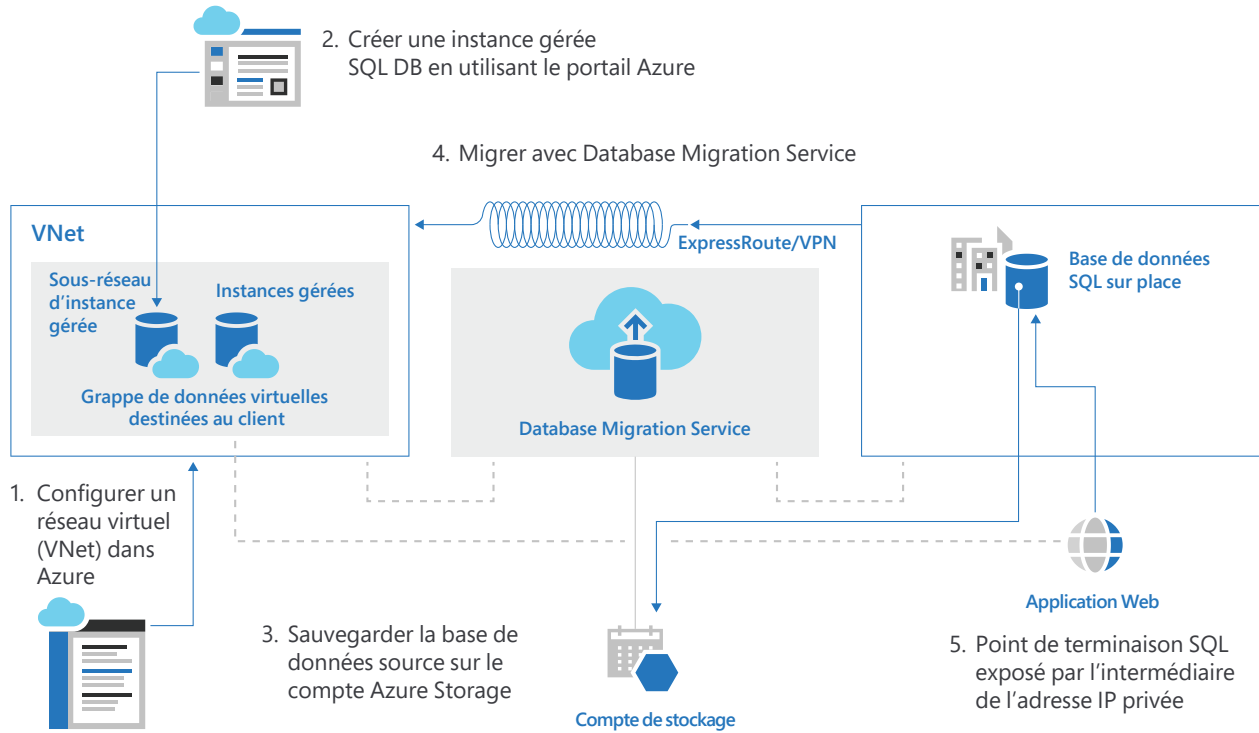 2. Créer une instance gérée
SQL DB en utilisant le portail Azure
4. Migrer avec Database Migration Service
VNet
Sous-réseau
d’instance
gérée
Instances gérées
Grappe de données virtuelles
destinées au client
ExpressRoute/VPN
Database Migration Service
Base de données
SQL sur place
1. Configurer un
réseau virtuel
(VNet) dans
Azure
3. Sauvegarder la base de
données source sur le
compte Azure Storage
Compte de stockage
Application Web
5. Point de terminaison SQL
exposé par l’intermédiaire
de l’adresse IP privée